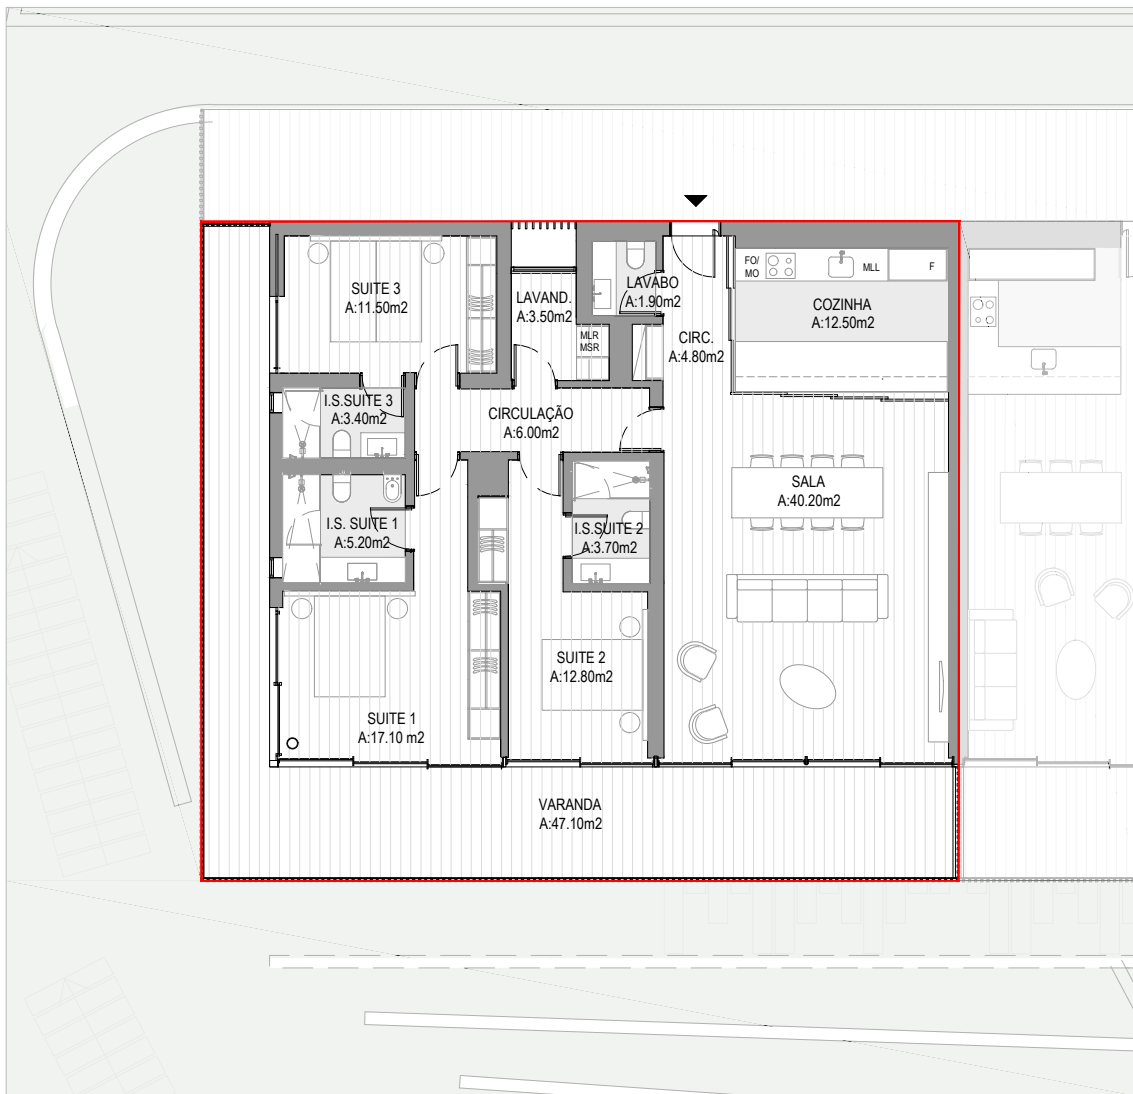 FO/
MO
MLL
F
SUITE 3
A:11.50m2
LAVAND.
A:3.50m2
LAVABO
A:1.90m2
COZINHA
A:12.50m2
MLR
MSR
CIRC.
A:4.80m2
I.S.SUITE 3
A:3.40m2
CIRCULAÇÃO
A:6.00m2
SALA
A:40.20m2
I.S. SUITE 1
A:5.20m2
I.S.SUITE 2
A:3.70m2
SUITE 2
A:12.80m2
SUITE 1
A:17.10 m2
VARANDA
A:47.10m2